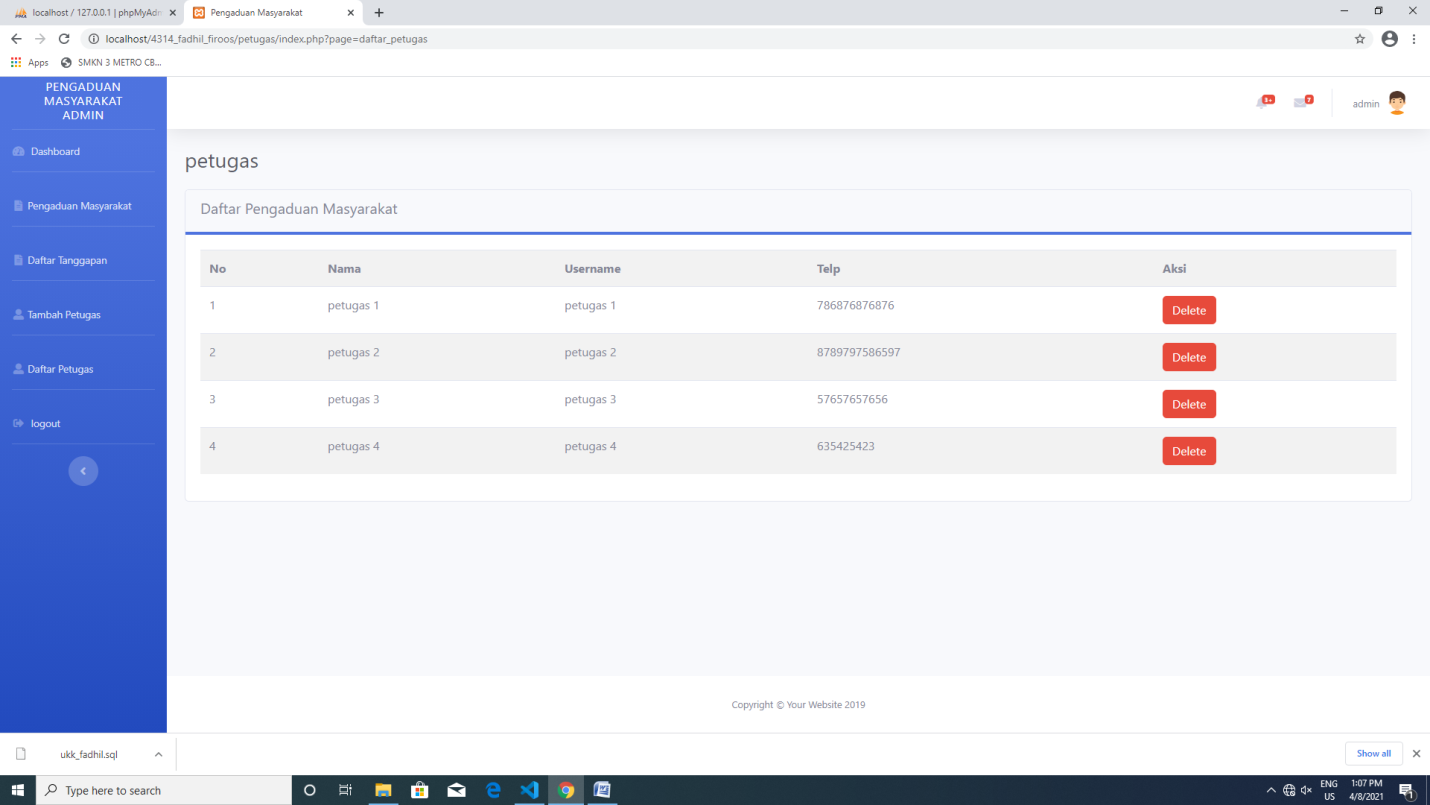 localhost / 127.0.0.1 | phpMyAdm
Pengaduan Masyarakat
localhost/4314_fadhil_firoos/petugas/index.php?page=daftar_petugas
Apps SMKN 3 METRO CB...
PENGADUAN
MASYARAKAT
ADMIN
3+ 7 admin
Dashboard
Pengaduan Masyarakat
Daftar Tanggapan
Tambah Petugas
Daftar Petugas
logout
petugas
Daftar Pengaduan Masyarakat
No Nama Username Telp Aksi
1 petugas 1 petugas 1 786876876876 Delete
2 petugas 2 petugas 2 8789797586597 Delete
3 petugas 3 petugas 3 57657657656 Delete
4 petugas 4 petugas 4 635425423 Delete
Copyright © Your Website 2019
ukk_fadhil.sql Show all
Type here to search
ENG
US
1:07 PM
4/8/2021
1